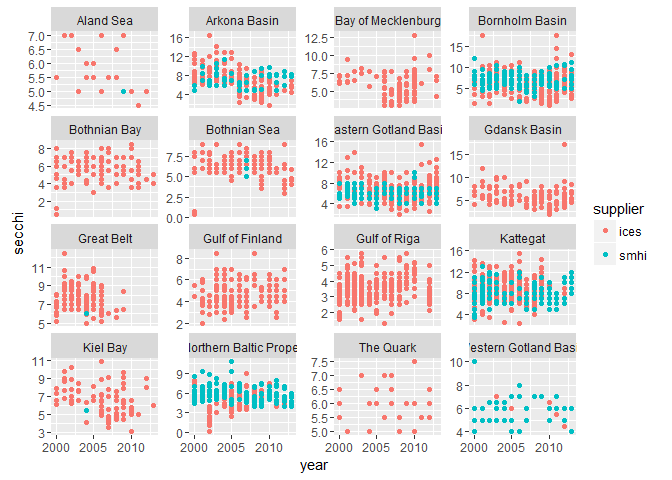 Aland Sea
Arkona Basin
Bay of Mecklenburg
Bornholm Basin
7.0
6.5
6.0
5.5
5.0
4.5
16
12
8
4
12.5
10.0
7.5
5.0
15
10
5
Bothnian Bay
Bothnian Sea
astern Gotland Basi
Gdansk Basin
8
6
4
2
7.5
5.0
2.5
0.0
16
12
8
4
16
12
8
4
Great Belt
Gulf of Finland
Gulf of Riga
Kattegat
11
9
7
5
8
6
4
2
5
4
3
2
1
16
12
8
4
Kiel Bay
Northern Baltic Prope
The Quark
Western Gotland Basi
11
9
7
5
3
9
6
3
0
7.5
7.0
6.5
6.0
5.5
5.0
10
8
6
4
2000 2005 2010
2000 2005 2010
2000 2005 2010
2000 2005 2010
year
secchi
supplier
ices
smhi